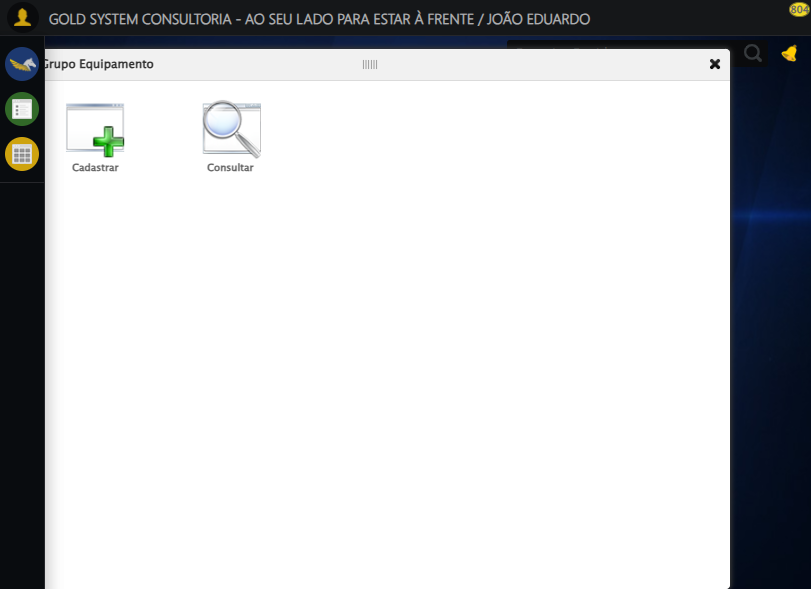 804
GOLD SYSTEM CONSULTORIA - AO SEU LADO PARA ESTAR À FRENTE / JOÃO EDUARDO
Grupo Equipamento
Cadastrar
Consultar